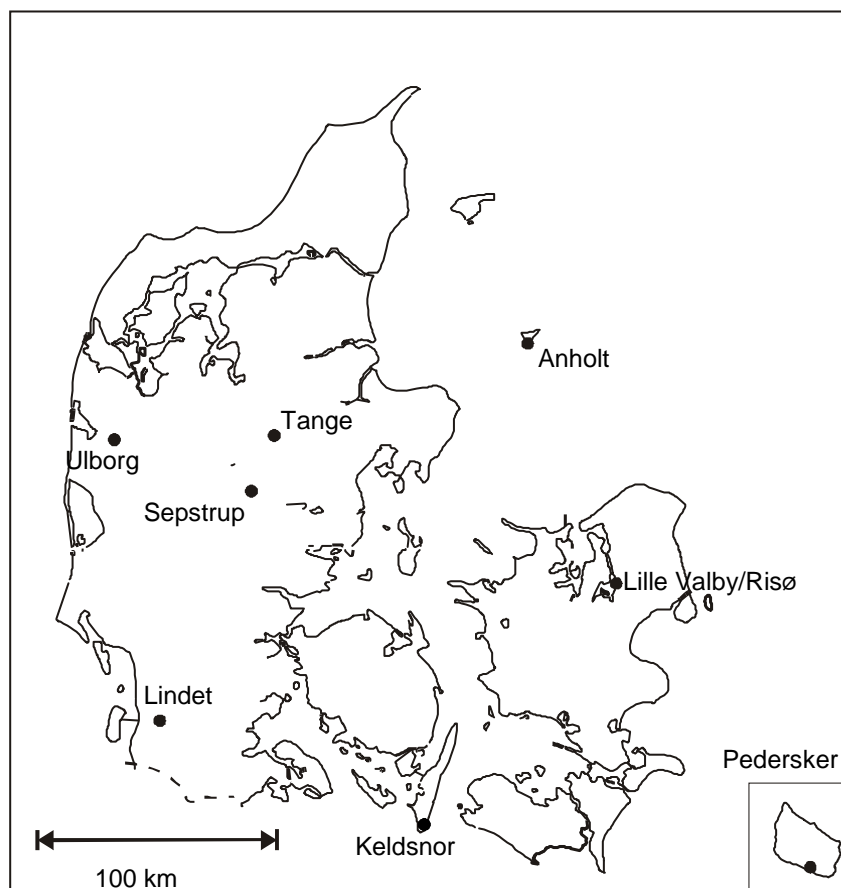 Anholt
Tange
Ulborg
Sepstrup
Lille Valby/Risø
Lindet
Pedersker
Keldsnor
100 km